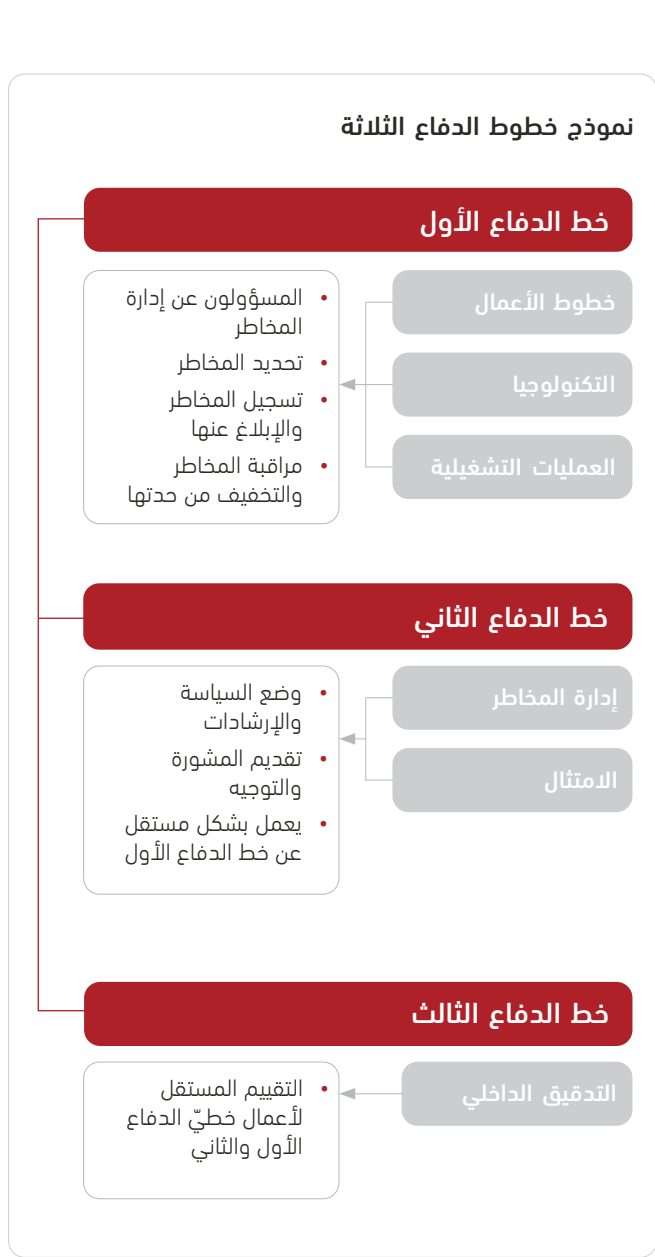 نموذج خطوط الدفاع الثلاثة
خط الدفاع الأول
خطوط الأعمال
التكنولوجيا
العمليات التشغيلية
• المسؤولون عن إدارة
المخاطر
• تحديد المخاطر
• تسجيل المخاطر
والإبلاغ عنها
• مراقبة المخاطر
والتخفيف من حدتها
خط الدفاع الثاني
إدارة المخاطر
الامتثال
• وضع السياسة
والإرشادات
• تقديم المشورة
والتوجيه
• يعمل بشكل مستقل
عن خط الدفاع الأول
خط الدفاع الثالث
التدقيق الداخلي
• التقييم المستقل
لأعمال خطيّ الدفاع
الأول والثاني